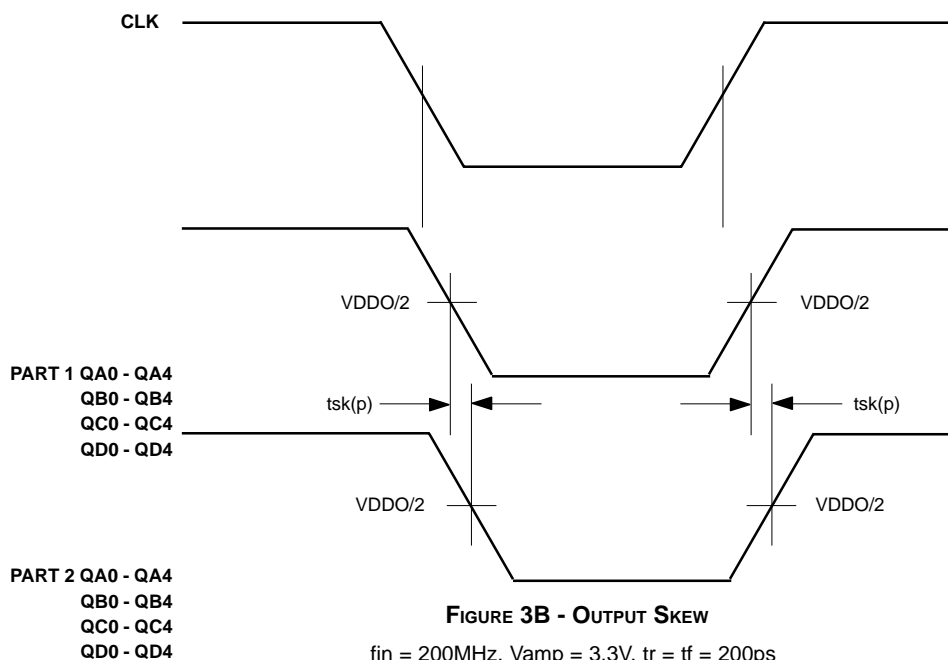 CLK
VDDO/2
VDDO/2
PART 1 QA0 - QA4
QB0 - QB4
QC0 - QC4
QD0 - QD4
tsk(p)
tsk(p)
VDDO/2
VDDO/2
PART 2 QA0 - QA4
QB0 - QB4
QC0 - QC4
QD0 - QD4
FIGURE 3B - OUTPUT SKEW
fin = 200MHz, Vamp = 3.3V, tr = tf = 200ps